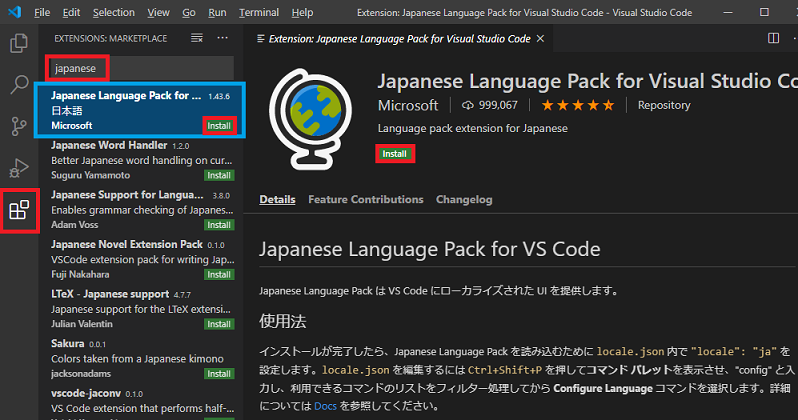 File Edit Selection View Go Run Terminal Help Extension: Japanese Language Pack for Visual Studio Code - Visual Studio Code
EXTENSIONS: MARKETPLACE
japanese
Japanese Language Pack for ... 1.43.6
日本語
Microsoft Install
Japanese Word Handler 1.2.0
Better Japanese word handling on cur...
Suguru Yamamoto Install
Japanese Support for Langua... 3.8.0
Enables grammar checking of Japanes...
Adam Voss Install
Japanese Novel Extension Pack 0.1.0
VSCode extension pack for writing Jap...
Fuji Nakahara Install
LTeX - Japanese support 4.7.7
Japanese support for the LTeX extensi...
Julian Valentin Install
Sakura 0.0.1
Colors taken from a Japanese kimono
jacksonadams Install
vscode-jaconv 0.1.0
VS Code extension that performs half-...
Extension: Japanese Language Pack for Visual Studio Code
Japanese Language Pack for Visual Studio Co
Microsoft 999,067 Repository
Language pack extension for Japanese
Install
Details Feature Contributions Changelog
Japanese Language Pack for VS Code
Japanese Language Pack は VS Code にローカライズされた UI を提供します。
使用法
インストールが完了したら、Japanese Language Pack を読み込むために locale.json 内で "locale": "ja" を
設定します。locale.json を編集するには Ctrl+Shift+P を押してコマンド パレットを表示させ、"config" と入
力し、利用できるコマンドのリストをフィルター処理してから Configure Language コマンドを選択します。詳細
については Docs を参照してください。